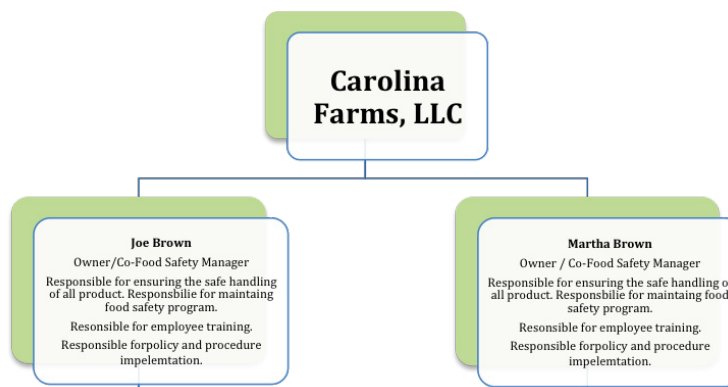 Carolina
Farms, LLC
Joe Brown
Owner/Co-Food Safety Manager
Responsible for ensuring the safe handling
of all product. Responsbilie for maintaing
food safety program.
Resonsible for employee training.
Responsible forpolicy and procedure
impelemtation.
Martha Brown
Owner / Co-Food Safety Manager
Responsible for ensuring the safe handling of
all product. Responsbilie for maintaing food
safety program.
Resonsible for employee training.
Responsible forpolicy and procedure
impelemtation.